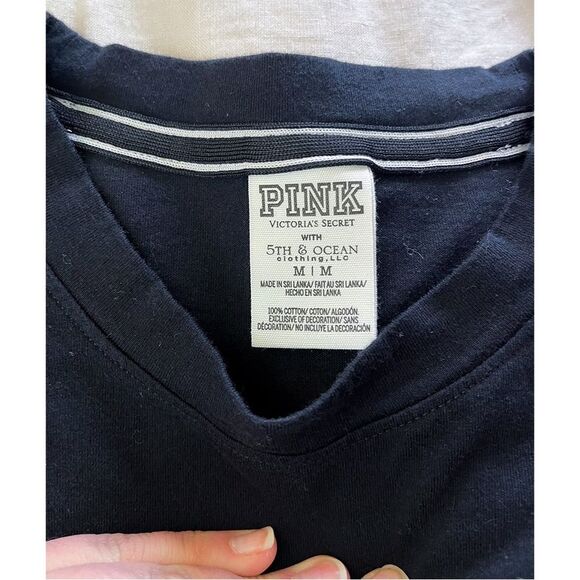 PINK
VICTORIA'S SECRET
WITH
5TH & OCEAN
clothing, LLC
M | M
MADE IN SRI LANKA/ FAIT AU SRI LANKA/
HECHO EN SRI LANKA
100% COTTON/ COTON/ ALGODÓN.
EXCLUSIVE OF DECORATION/ SANS
DÉCORATION/ NO INCLUYE LA DECORACIÓN